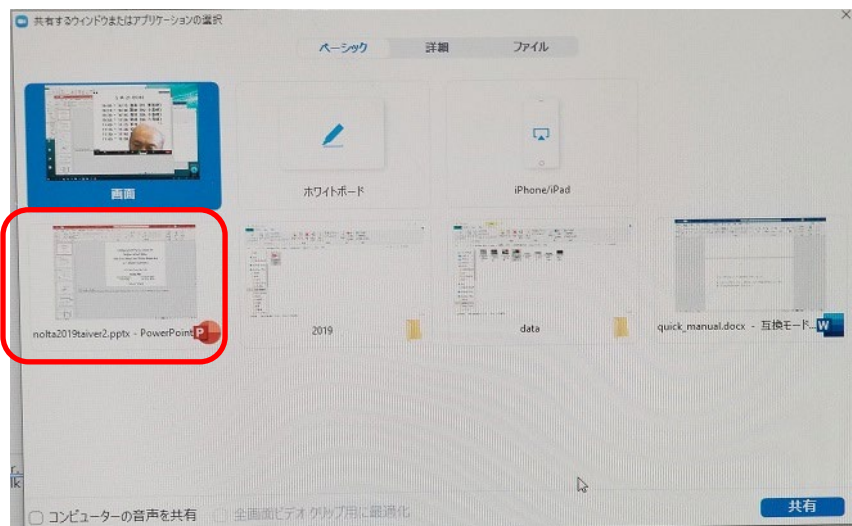 共有するウィンドウまたはアプリケーションの選択
ベーシック 詳細 ファイル
画面
ホワイトボード
iPhone/iPad
nolta2019taiver2.pptx - PowerPoint
2019
data
quick_manual.docx - 互換モード...
コンピューターの音声を共有
全画面ビデオ クリップ用に最適化
共有